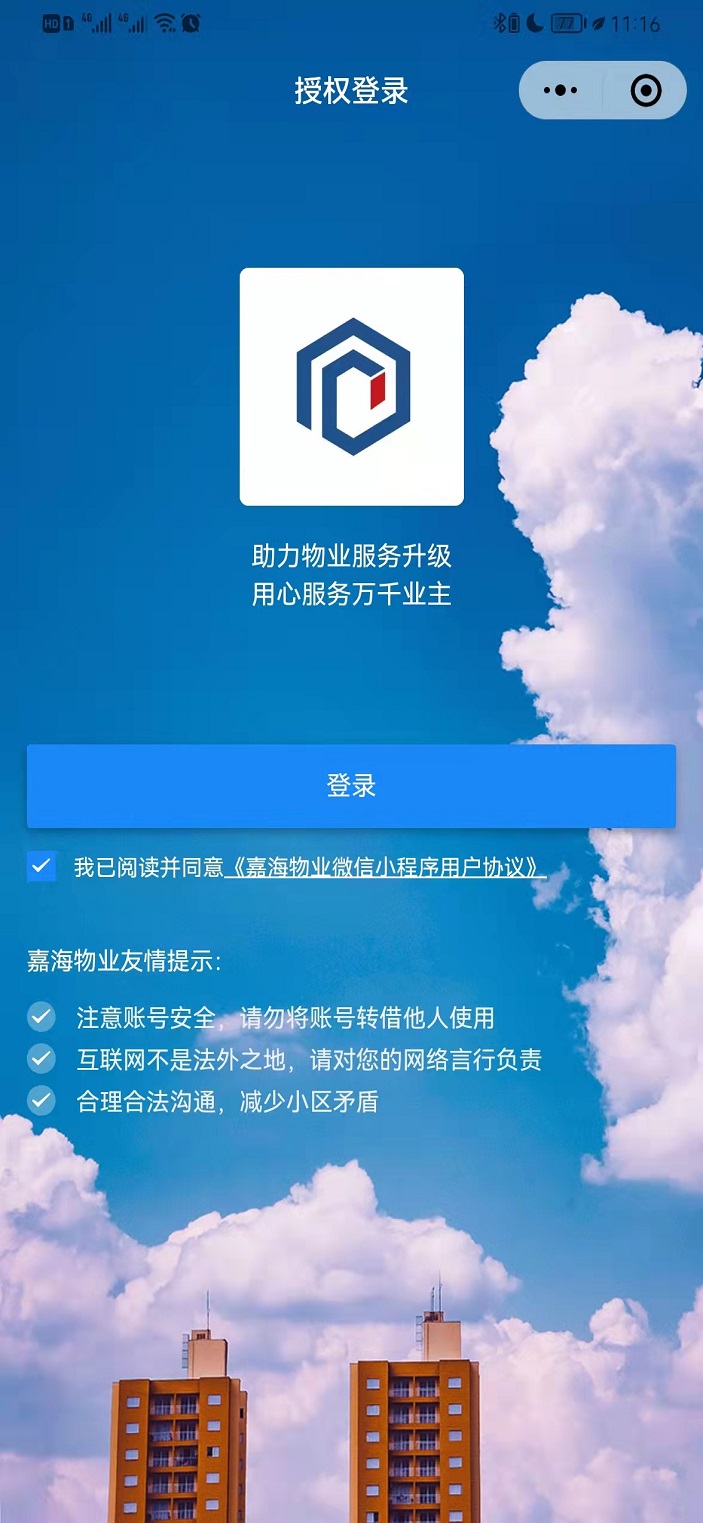 HD 1 4G 4G 77 11:16
授权登录
助力物业服务升级
用心服务万千业主
登录
我已阅读并同意《嘉海物业微信小程序用户协议》
嘉海物业友情提示：
注意账号安全，请勿将账号转借他人使用
互联网不是法外之地，请对您的网络言行负责
合理合法沟通，减少小区矛盾